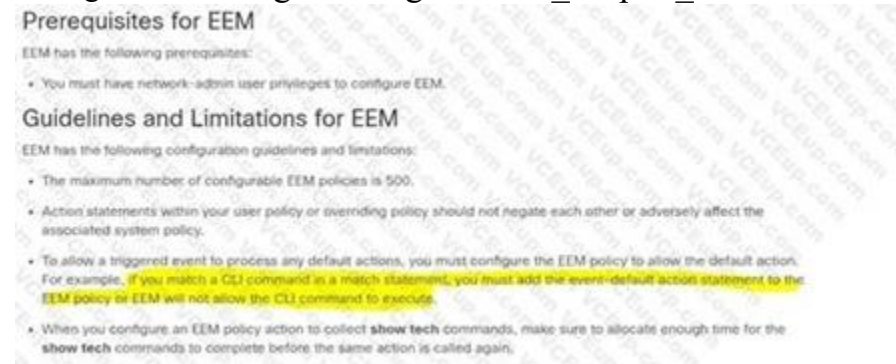 Prerequisites for EEM
EEM has the following prerequisites:
• You must have network-admin user privileges to configure EEM.
Guidelines and Limitations for EEM
EEM has the following configuration guidelines and limitations:
• The maximum number of configurable EEM policies is 500.
• Action statements within your user policy or overriding policy should not negate each other or adversely affect the
associated system policy.
• To allow a triggered event to process any default actions, you must configure the EEM policy to allow the default action.
For example, if you match a CLI command in a match statement, you must add the event-default action statement to the
EEM policy or EEM will not allow the CLI command to execute.
• When you configure an EEM policy action to collect show tech commands, make sure to allocate enough time for the
show tech commands to complete before the same action is called again.
VCEup.com